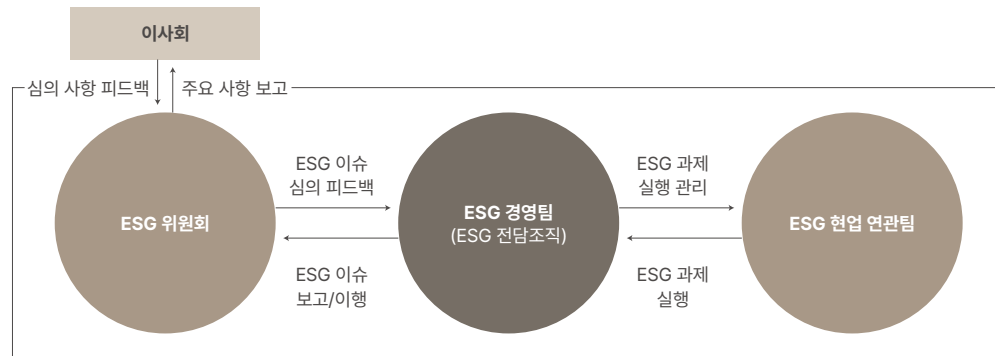 이사회
심의 사항 피드백
주요 사항 보고
ESG 위원회
ESG 이슈
심의 피드백
ESG 이슈
보고/이행
ESG 경영팀
(ESG 전담조직)
ESG 과제
실행 관리
ESG 과제
실행
ESG 현업 연관팀